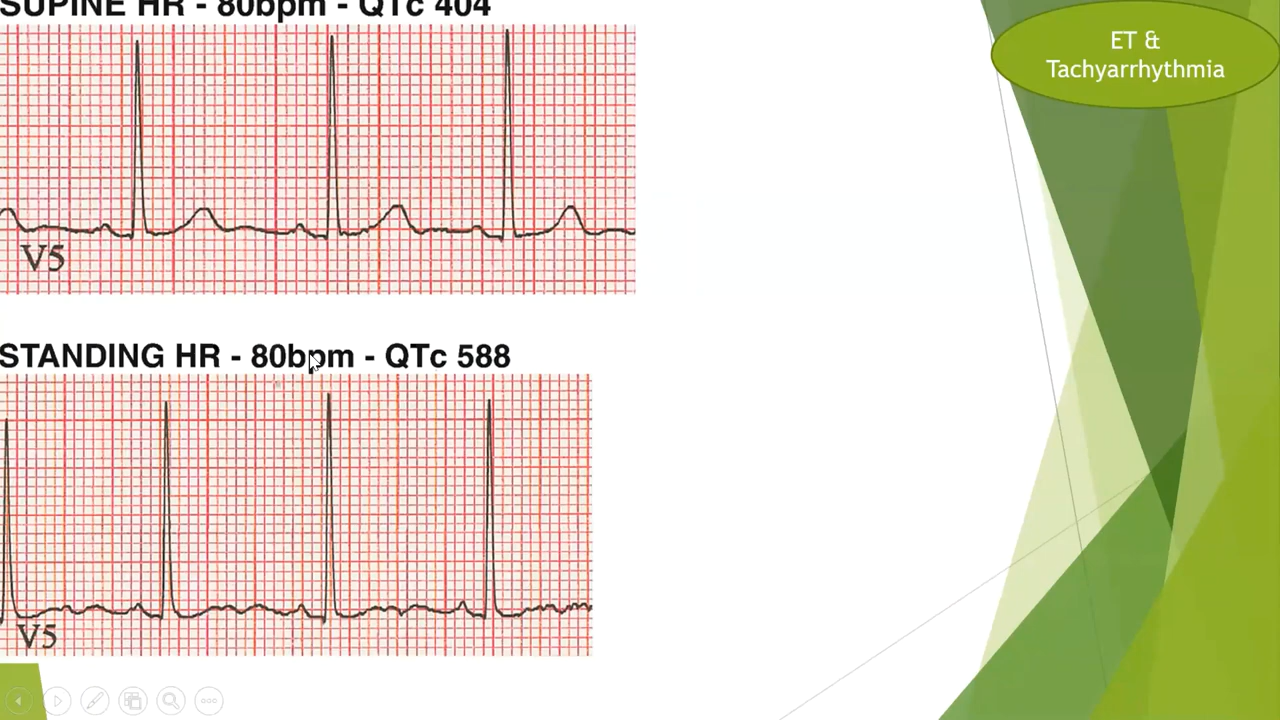 SUPINE HR - 80bpm - QTc 404
ET &
Tachyarrhythmia
V5
STANDING HR - 80bpm - QTc 588
V5